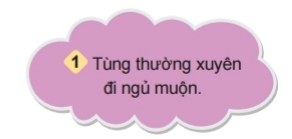 1 Tùng thường xuyên
đi ngủ muộn.